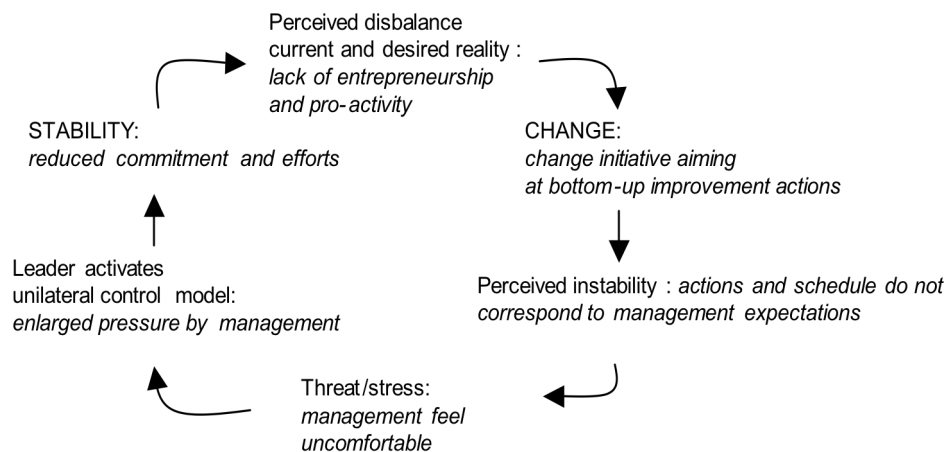 Perceived disbalance
current and desired reality :
lack of entrepreneurship
and pro-activity
CHANGE:
change initiative aiming
at bottom-up improvement actions
Perceived instability : actions and schedule do not
correspond to management expectations
Threat/stress:
management feel
uncomfortable
Leader activates
unilateral control model:
enlarged pressure by management
STABILITY:
reduced commitment and efforts